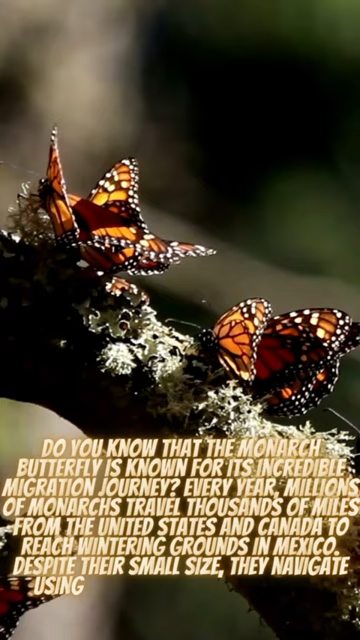 DO YOU KNOW THAT THE MONARCH
BUTTERFLY IS KNOWN FOR ITS INCREDIBLE
MIGRATION JOURNEY? EVERY YEAR, MILLIONS
OF MONARCHS TRAVEL THOUSANDS OF MILES
FROM THE UNITED STATES AND CANADA TO
REACH WINTERING GROUNDS IN MEXICO.
DESPITE THEIR SMALL SIZE, THEY NAVIGATE
USING